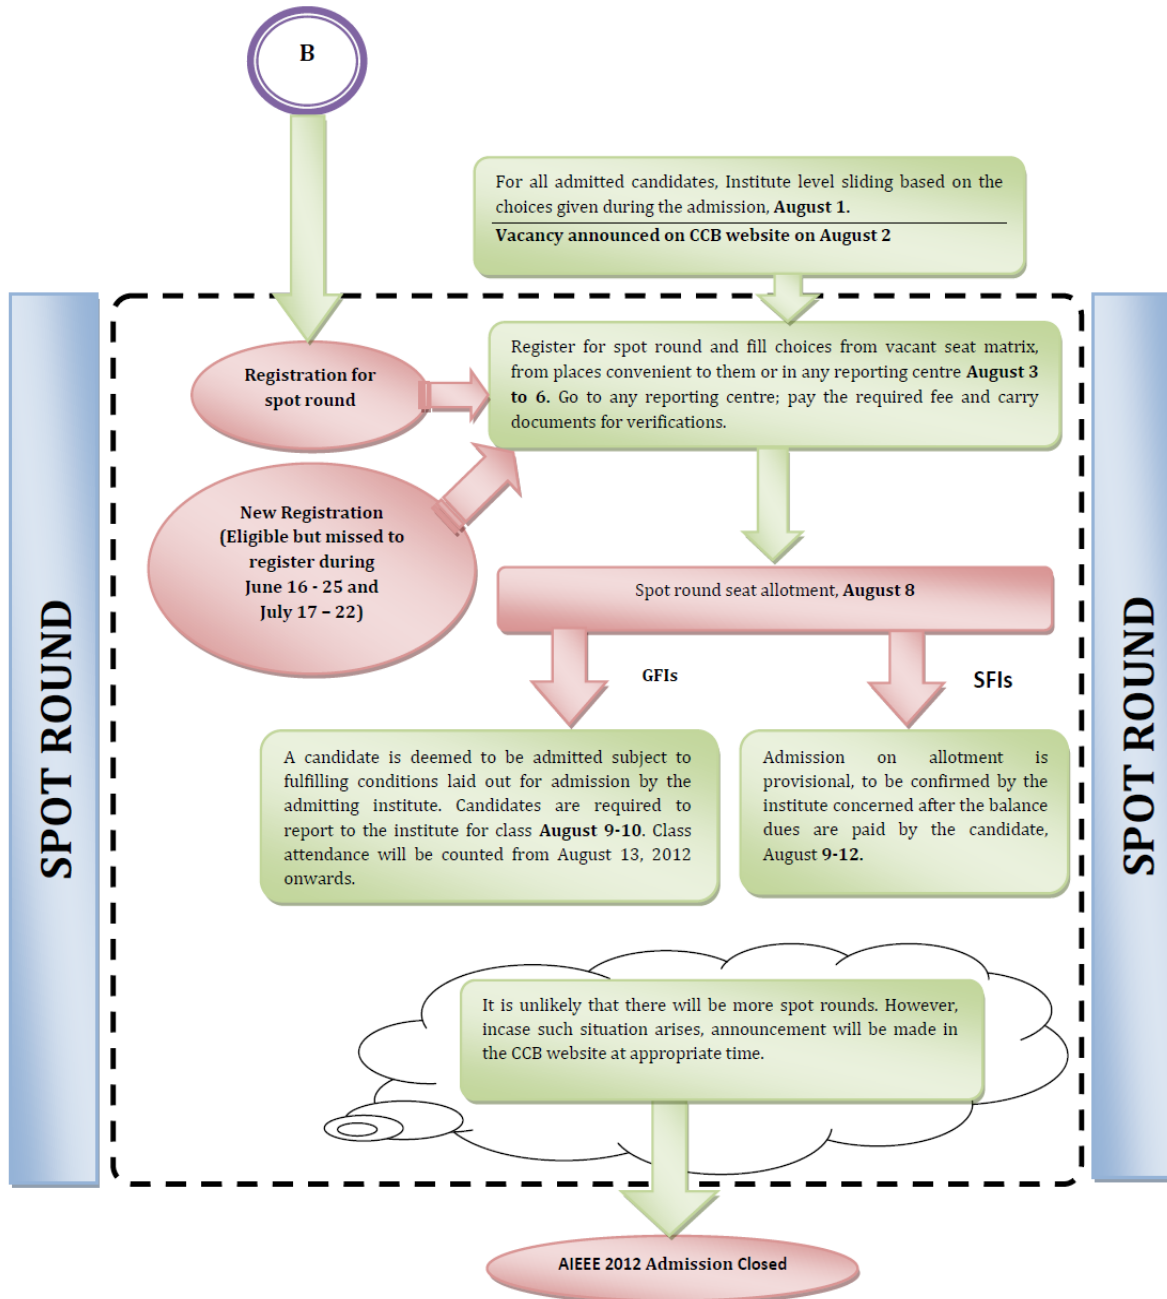 B
For all admitted candidates, Institute level sliding based on the
choices given during the admission, August 1.
Vacancy announced on CCB website on August 2
SPOT ROUND
Registration for
spot round
Register for spot round and fill choices from vacant seat matrix,
from places convenient to them or in any reporting centre August 3
to 6. Go to any reporting centre; pay the required fee and carry
documents for verifications.
New Registration
(Eligible but missed to
register during
June 16 - 25 and
July 17 – 22)
Spot round seat allotment, August 8
GFIs
SFIs
A candidate is deemed to be admitted subject to
fulfilling conditions laid out for admission by the
admitting institute. Candidates are required to
report to the institute for class August 9-10. Class
attendance will be counted from August 13, 2012
onwards.
Admission on allotment is
provisional, to be confirmed by the
institute concerned after the balance
dues are paid by the candidate,
August 9-12.
SPOT ROUND
It is unlikely that there will be more spot rounds. However,
incase such situation arises, announcement will be made in
the CCB website at appropriate time.
AIEEE 2012 Admission Closed